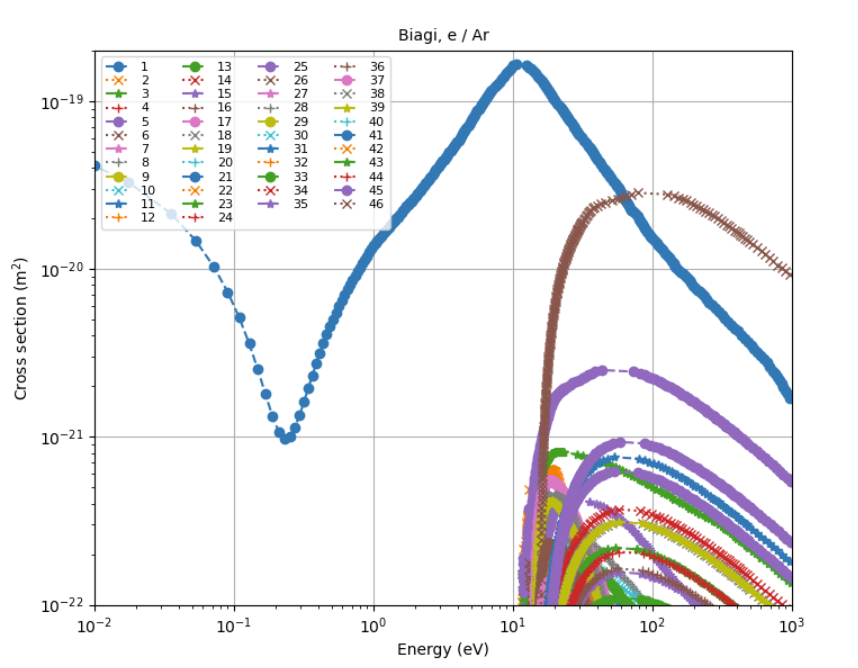 Biagi, e / Ar
1 13 25 36
2 14 26 37
3 15 27 38
4 16 28 39
5 17 29 40
6 18 30 41
7 19 31 42
8 20 32 43
9 21 33 44
10 22 34 45
11 23 35 46
12 24
10⁻¹⁹
10⁻²⁰
10⁻²¹
10⁻²²
Cross section (m²)
10⁻² 10⁻¹ 10⁰ 10¹ 10² 10³
Energy (eV)